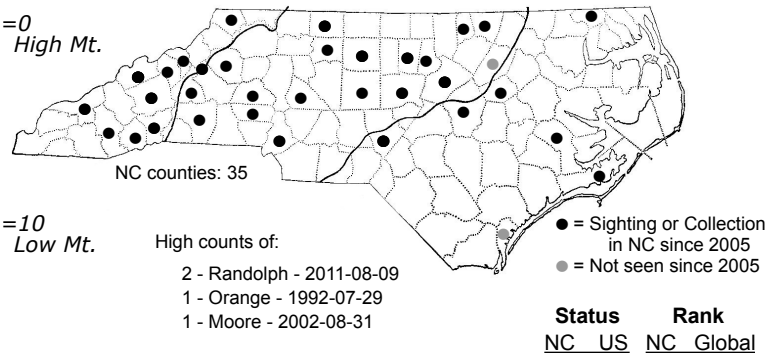 =0
High Mt.
NC counties: 35
=10
Low Mt.
High counts of:
2 - Randolph - 2011-08-09
1 - Orange - 1992-07-29
1 - Moore - 2002-08-31
= Sighting or Collection
in NC since 2005
= Not seen since 2005
Status Rank
NC US NC Global